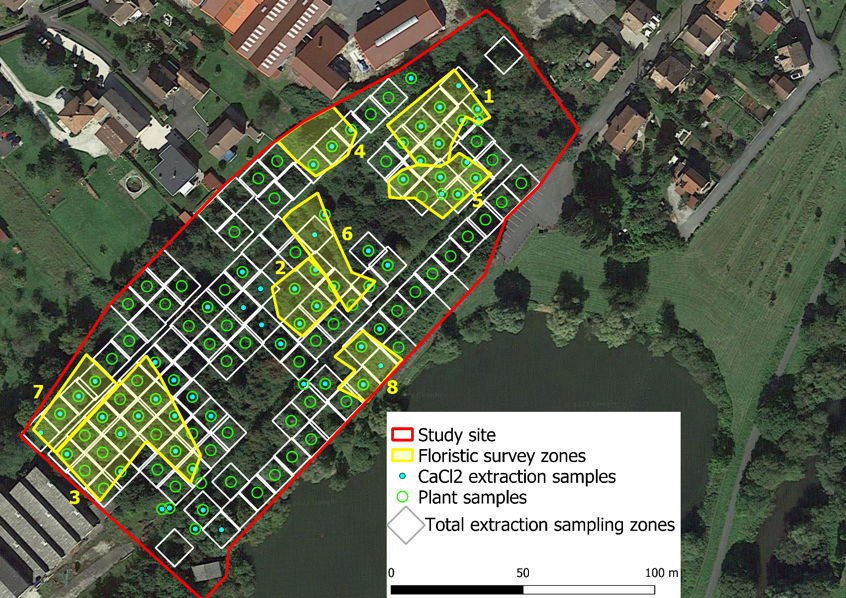 1
4
5
6
2
8
7
3
Study site
Floristic survey zones
CaCl2 extraction samples
Plant samples
Total extraction sampling zones
0 50 100 m